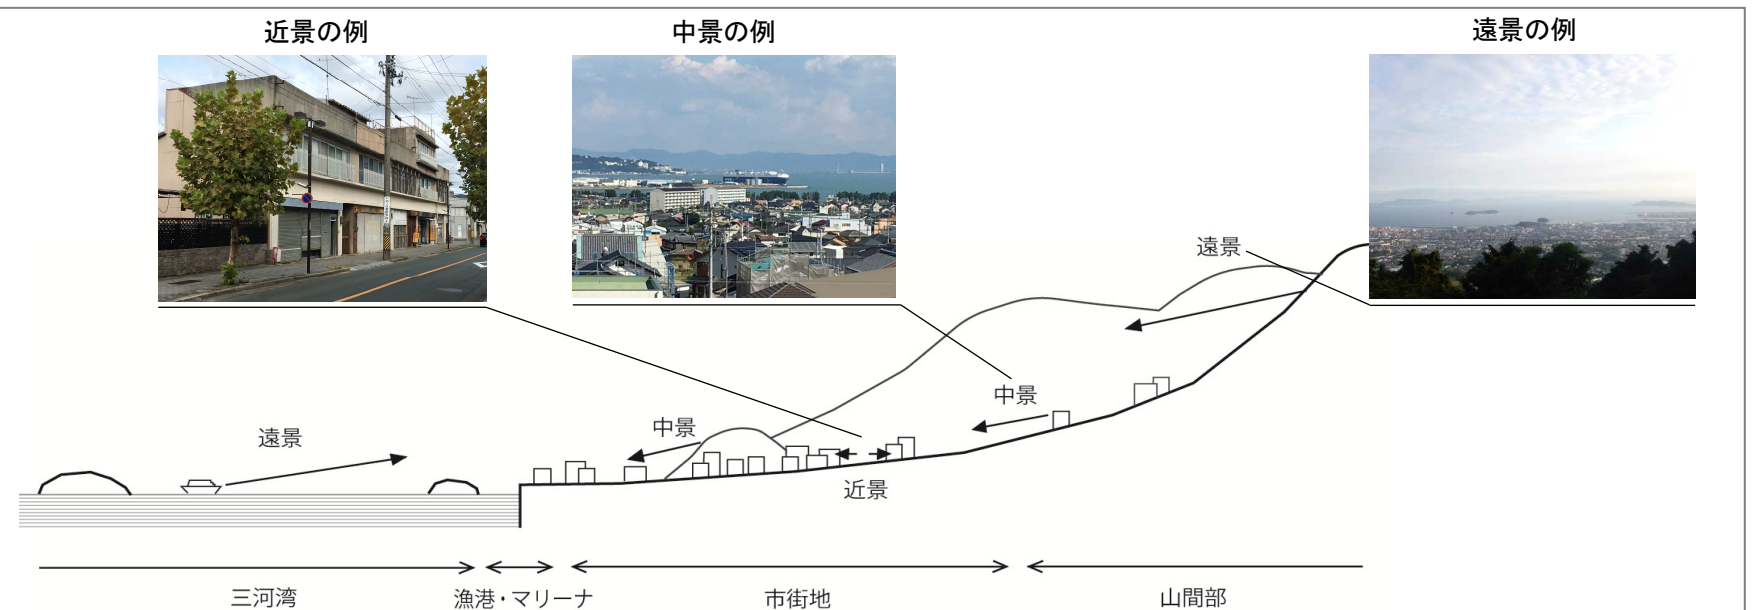 近景の例
中景の例
遠景の例
遠景
中景
中景
遠景
近景
三河湾
漁港・マリーナ
市街地
山間部